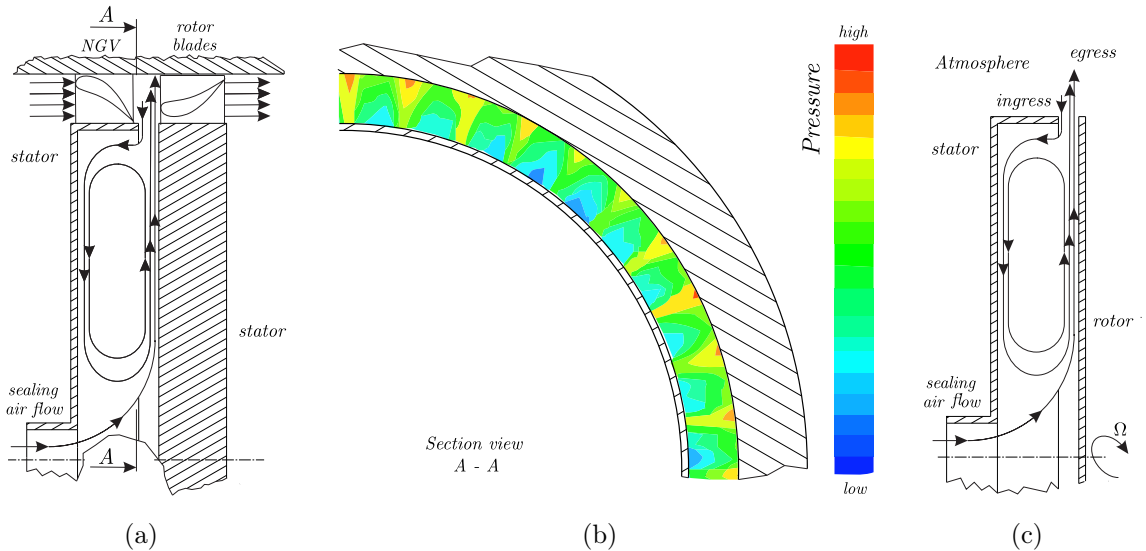 A
NGV
rotor
blades
stator
stator
sealing
air flow
A
(a)
Section view
A - A
(b)
high
Pressure
low
Atmosphere
egress
ingress
stator
rotor
sealing
air flow
Ω
(c)